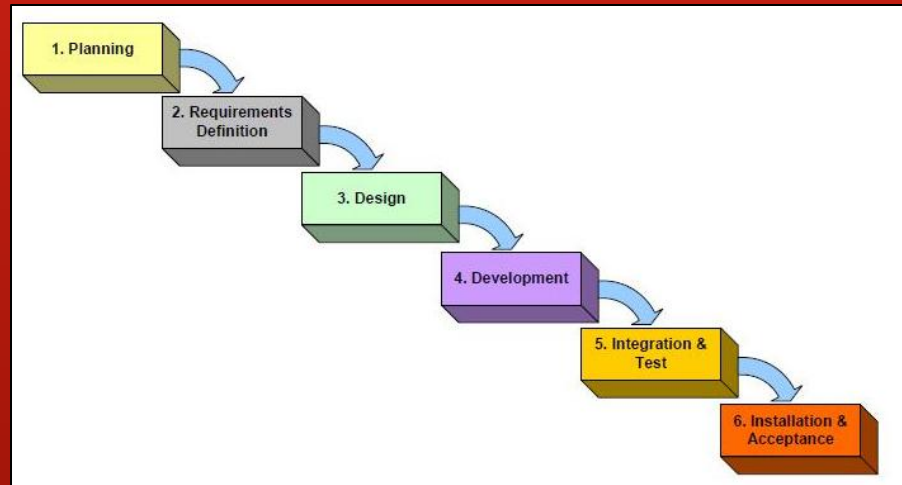 1. Planning
2. Requirements
Definition
3. Design
4. Development
5. Integration &
Test
6. Installation &
Acceptance